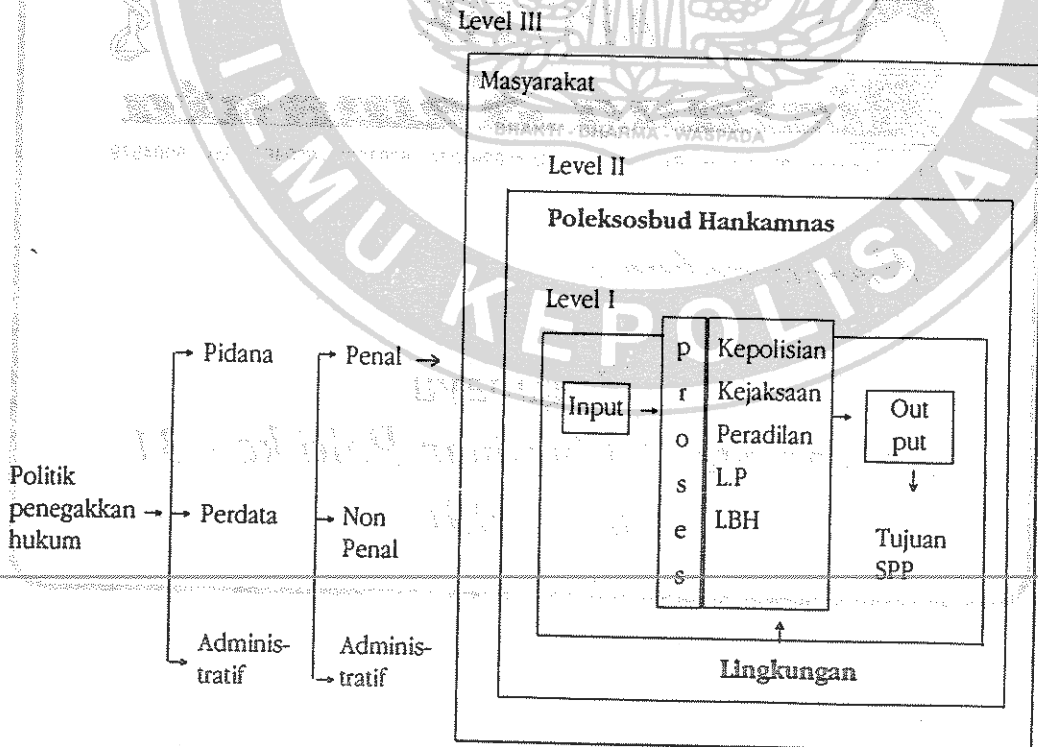 Level III
Masyarakat
BHAKTI - DHARMA - WASPADA
Level II
Poleksosbud Hankamnas
ILMU KEPOLISIAN
Level I
Pidana
Penal
Input
p
r
o
s
e
s
Kepolisian
Kejaksaan
Peradilan
L.P
LBH
Out
put
Politik
penegakkan
hukum
Perdata
Non
Penal
Tujuan
SPP
Adminis-
tratif
Adminis-
tratif
Lingkungan